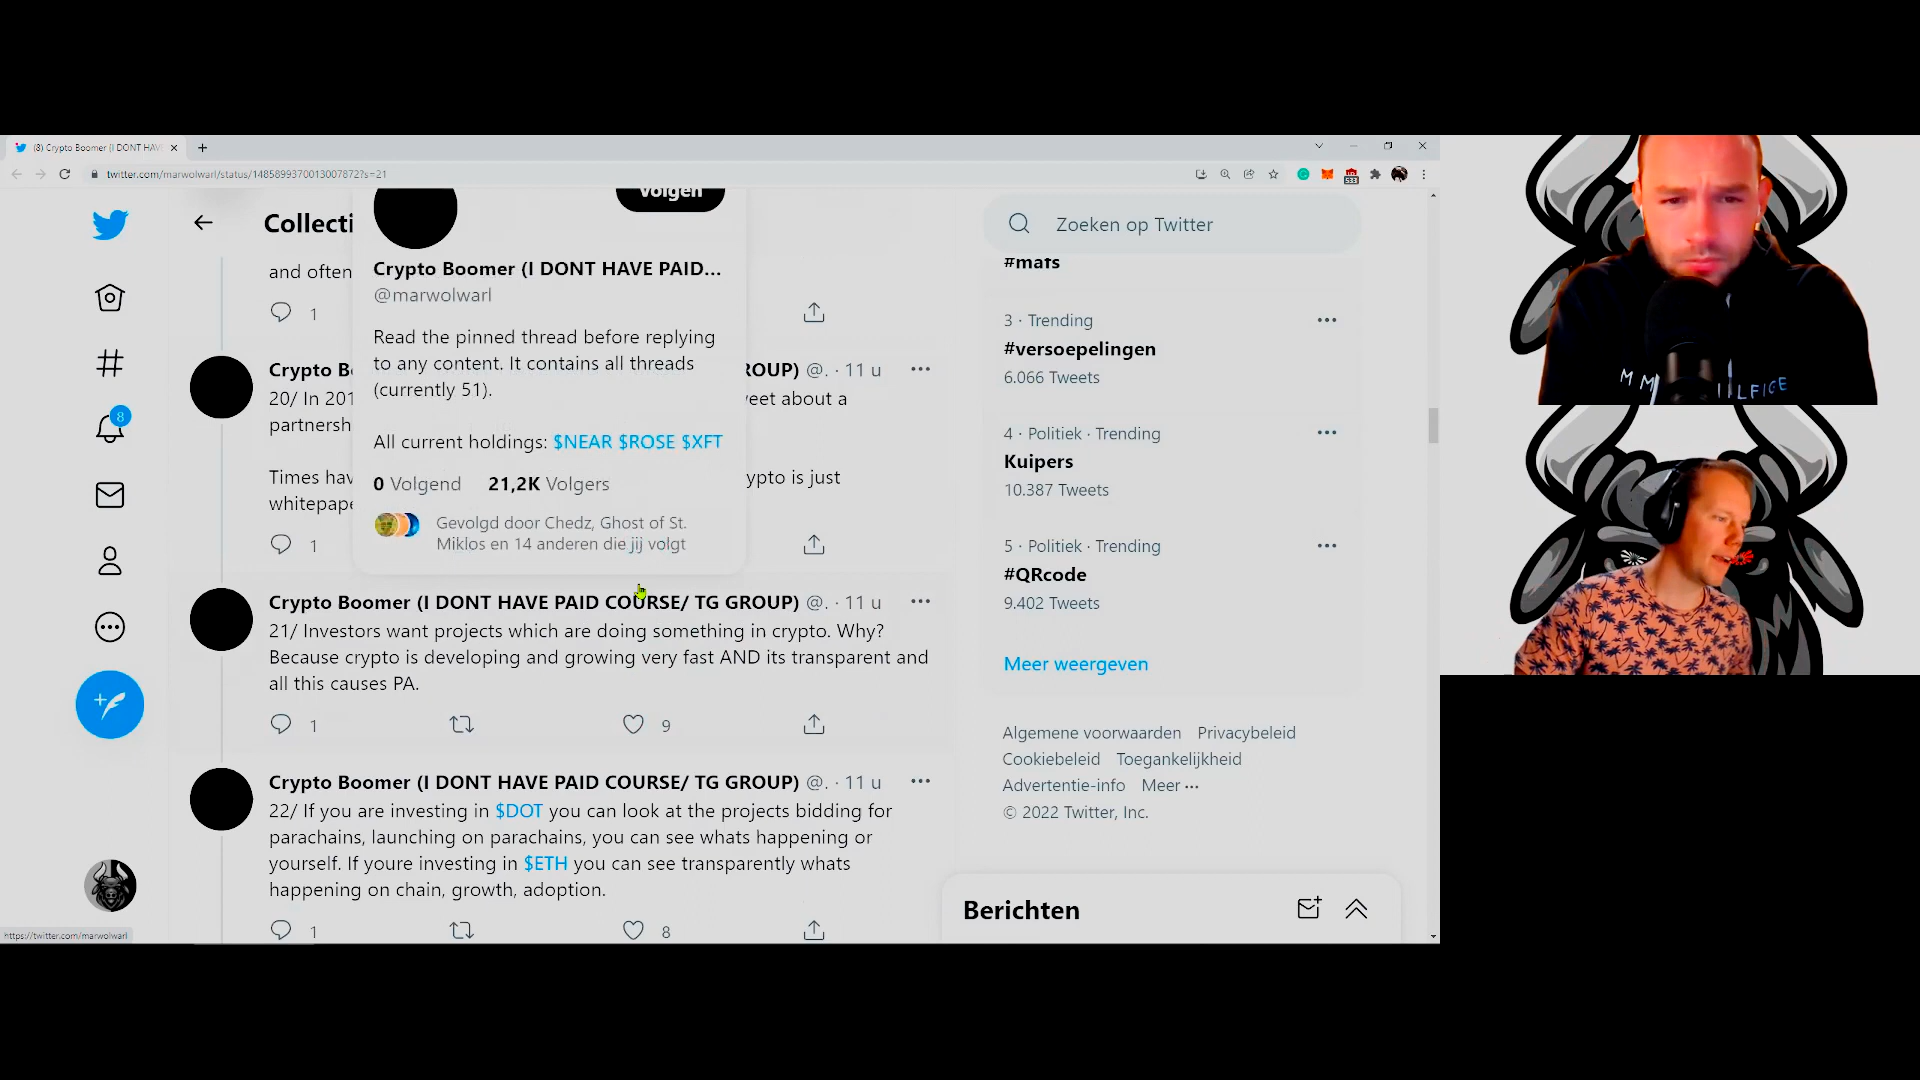 (8) Crypto Boomer (I DONT HAV
twitter.com/marwolwarl/status/1485899370013007872?s=21
Collecti
Volgen
and often
1
Crypto Boomer (I DONT HAVE PAID...
@marwolwarl
Read the pinned thread before replying
to any content. It contains all threads
(currently 51).
All current holdings: $NEAR $ROSE $XFT
0 Volgend 21,2K Volgers
Gevolgd door Chedz, Ghost of St.
Miklos en 14 anderen die jij volgt
Crypto B ROUP) @. · 11 u
20/ In 201 eet about a
partnersh
Times hav ypto is just
whitepape
1
Crypto Boomer (I DONT HAVE PAID COURSE/ TG GROUP) @. · 11 u
21/ Investors want projects which are doing something in crypto. Why?
Because crypto is developing and growing very fast AND its transparent and
all this causes PA.
1 9
Crypto Boomer (I DONT HAVE PAID COURSE/ TG GROUP) @. · 11 u
22/ If you are investing in $DOT you can look at the projects bidding for
parachains, launching on parachains, you can see whats happening or
yourself. If youre investing in $ETH you can see transparently whats
happening on chain, growth, adoption.
1 8
8
https://twitter.com/marwolwarl
Zoeken op Twitter
#mats
3 · Trending
#versoepelingen
6.066 Tweets
4 · Politiek · Trending
Kuipers
10.387 Tweets
5 · Politiek · Trending
#QRcode
9.402 Tweets
Meer weergeven
Algemene voorwaarden Privacybeleid
Cookiebeleid Toegankelijkheid
Advertentie-info Meer ···
© 2022 Twitter, Inc.
Berichten